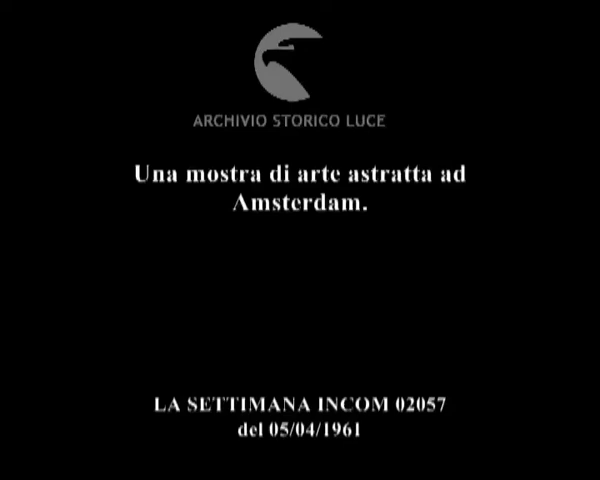 ARCHIVIO STORICO LUCE
Una mostra di arte astratta ad
Amsterdam.
LA SETTIMANA INCOM 02057
del 05/04/1961